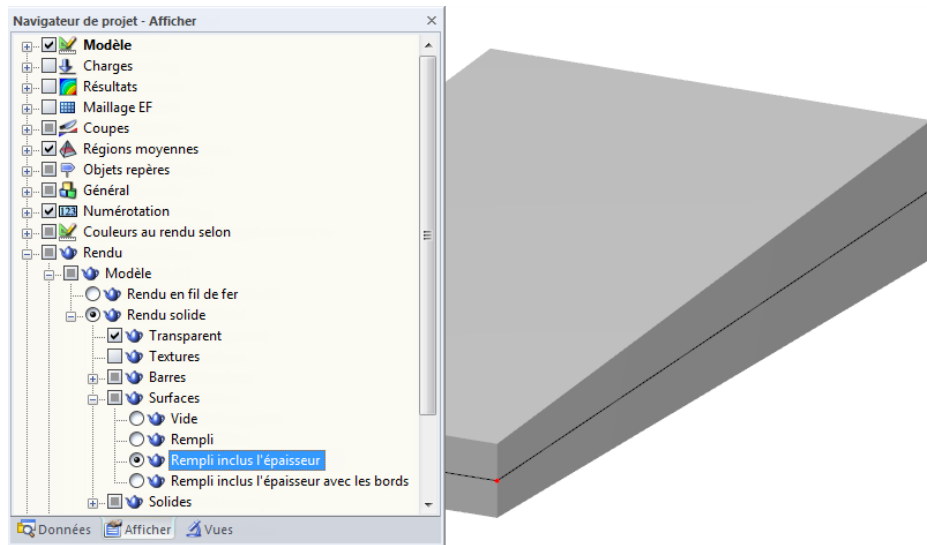 Navigateur de projet - Afficher
Modèle
Charges
Résultats
Maillage EF
Coupes
Régions moyennes
Objets repères
Général
123 Numérotation
Couleurs au rendu selon
Rendu
Modèle
Rendu en fil de fer
Rendu solide
Transparent
Textures
Barres
Surfaces
Vide
Rempli
Rempli inclus l'épaisseur
Rempli inclus l'épaisseur avec les bords
Solides
Données Afficher Vues